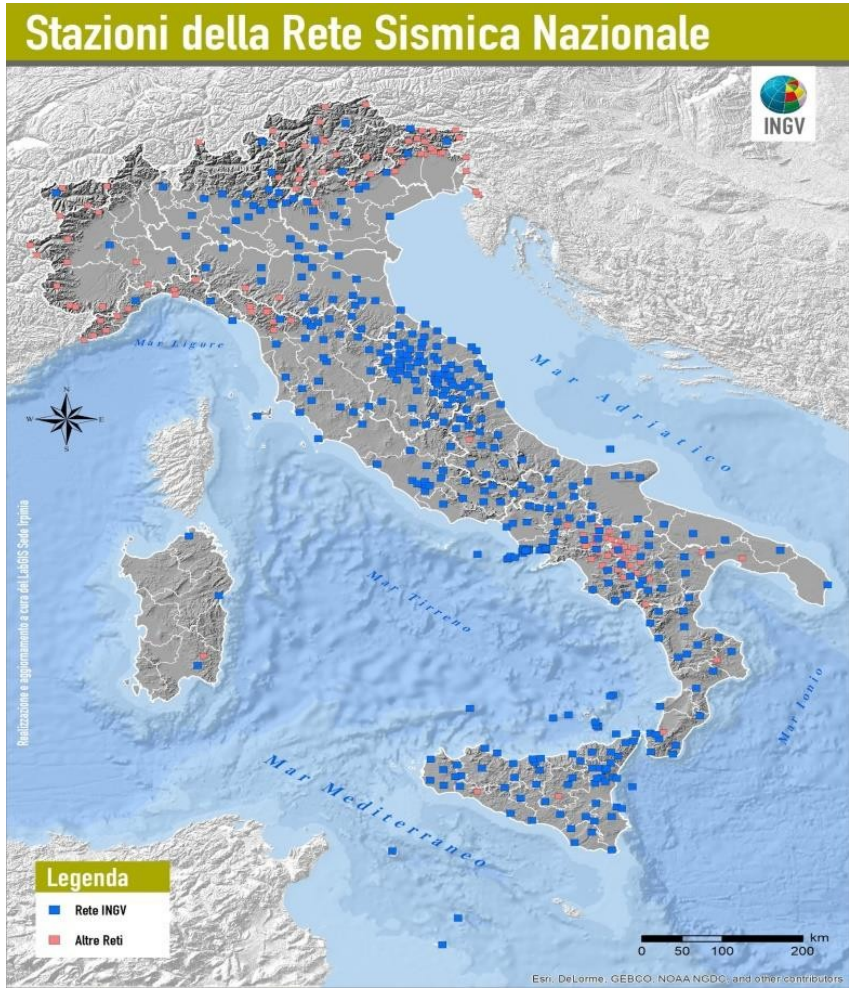 Stazioni della Rete Sismica Nazionale
INGV
Mar Ligore
N
W
E
S
Mar Adriatico
Mar Tirreno
Mar Ionio
Mar Mediterraneo
Realizzazione e aggiornamento a cura del LabGIS Sede Irpinia
Legenda
Rete INGV
Altre Reti
km
0 50 100 200
Esri, DeLorme, GEBCO, NOAA NGDC, and other contributors